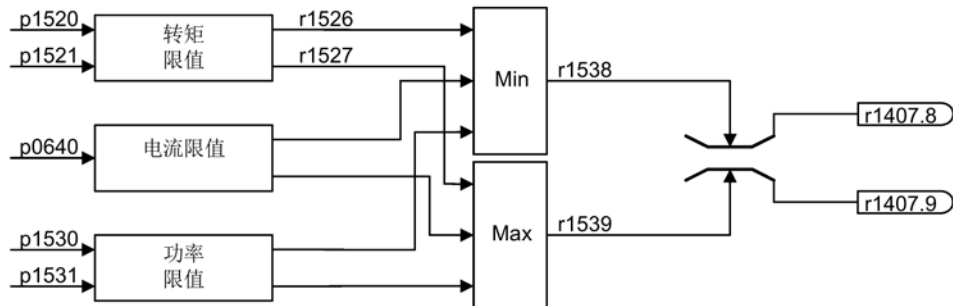 p1520
p1521
转矩
限值
r1526
r1527
p0640
电流限值
p1530
p1531
功率
限值
Min
Max
r1538
r1539
r1407.8
r1407.9